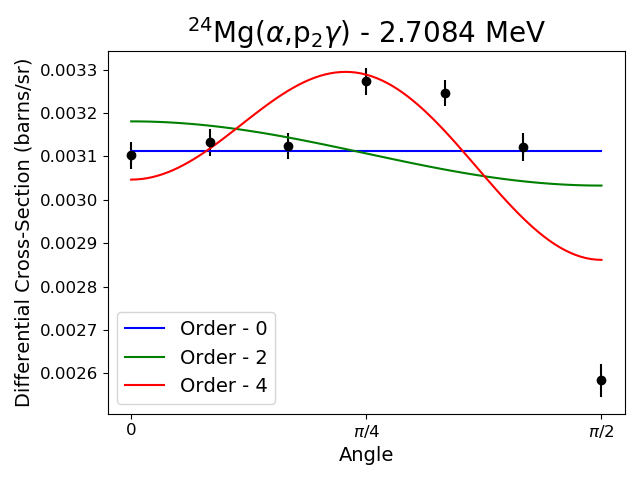 ²⁴Mg(α,p₂γ) - 2.7084 MeV
Differential Cross-Section (barns/sr)
0.0033
0.0032
0.0031
0.0030
0.0029
0.0028
0.0027
0.0026
Order - 0
Order - 2
Order - 4
0
π/4
π/2
Angle